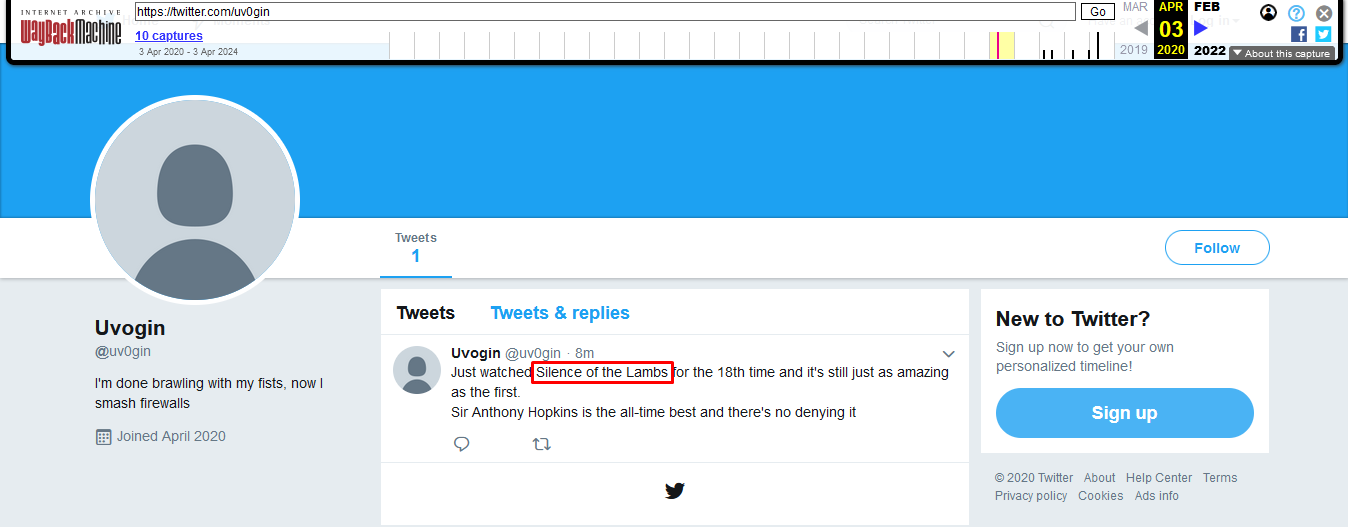 INTERNET ARCHIVE
WayBackMachine
https://twitter.com/uv0gin
Go
10 captures
3 Apr 2020 - 3 Apr 2024
MAR
APR
FEB
03
2019
2020
2022
About this capture
Tweets
1
Follow
Uvogin
@uv0gin
I'm done brawling with my fists, now I
smash firewalls
Joined April 2020
Tweets
Tweets & replies
Uvogin @uv0gin · 8m
Just watched Silence of the Lambs for the 18th time and it's still just as amazing
as the first.
Sir Anthony Hopkins is the all-time best and there's no denying it
New to Twitter?
Sign up now to get your own
personalized timeline!
Sign up
© 2020 Twitter About Help Center Terms
Privacy policy Cookies Ads info